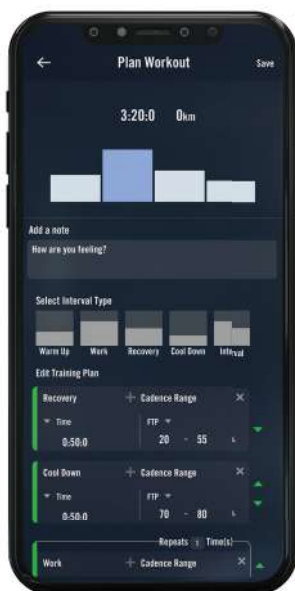 Plan Workout Save
3:20:0 0km
Add a note
How are you feeling?
Select Interval Type
Warm Up Work Recovery Cool Down Interval
Edit Training Plan
Recovery + Cadence Range ×
Time FTP
0:50:0 20 - 55 L
Cool Down + Cadence Range ×
Time FTP
0:50:0 70 - 80 L
Repeats 1 Time(s)
Work + Cadence Range ×